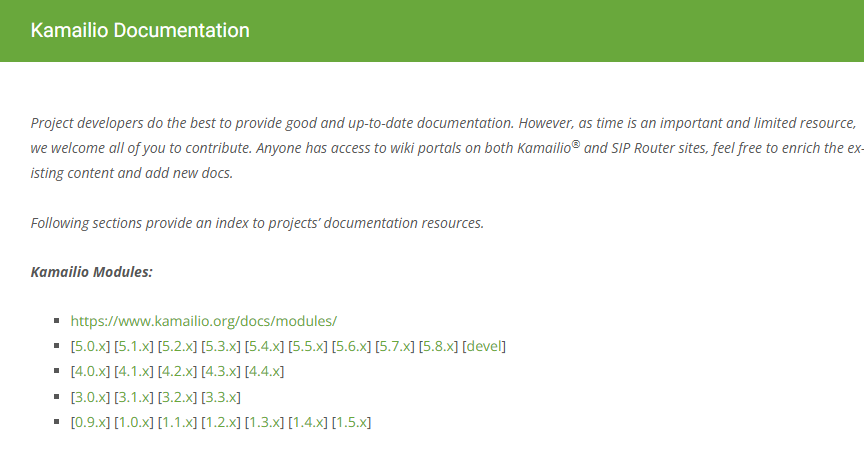 Kamailio Documentation
Project developers do the best to provide good and up-to-date documentation. However, as time is an important and limited resource,
we welcome all of you to contribute. Anyone has access to wiki portals on both Kamailio® and SIP Router sites, feel free to enrich the ex-
isting content and add new docs.
Following sections provide an index to projects’ documentation resources.
Kamailio Modules:
https://www.kamailio.org/docs/modules/
[5.0.x] [5.1.x] [5.2.x] [5.3.x] [5.4.x] [5.5.x] [5.6.x] [5.7.x] [5.8.x] [devel]
[4.0.x] [4.1.x] [4.2.x] [4.3.x] [4.4.x]
[3.0.x] [3.1.x] [3.2.x] [3.3.x]
[0.9.x] [1.0.x] [1.1.x] [1.2.x] [1.3.x] [1.4.x] [1.5.x]